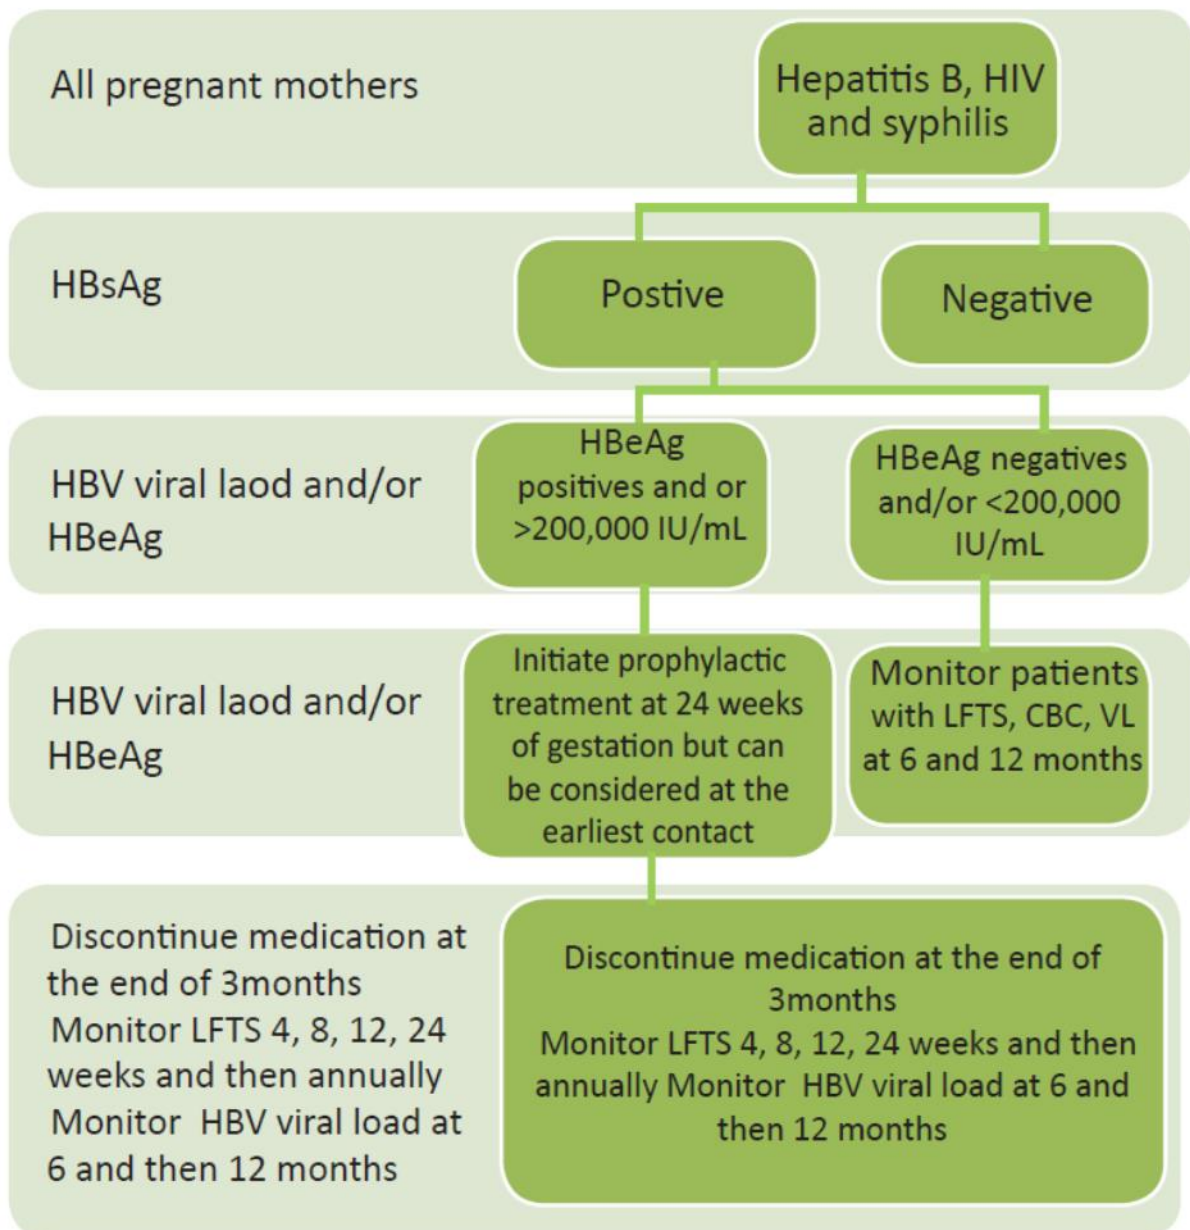 All pregnant mothers
Hepatitis B, HIV
and syphilis
HBsAg
Postive
Negative
HBV viral laod and/or
HBeAg
HBeAg
positives and or
>200,000 IU/mL
HBeAg negatives
and/or <200,000
IU/mL
HBV viral laod and/or
HBeAg
Initiate prophylactic
treatment at 24 weeks
of gestation but can
be considered at the
earliest contact
Monitor patients
with LFTS, CBC, VL
at 6 and 12 months
Discontinue medication at
the end of 3months
Monitor LFTS 4, 8, 12, 24
weeks and then annually
Monitor HBV viral load at
6 and then 12 months
Discontinue medication at the end of
3months
Monitor LFTS 4, 8, 12, 24 weeks and then
annually Monitor HBV viral load at 6 and
then 12 months